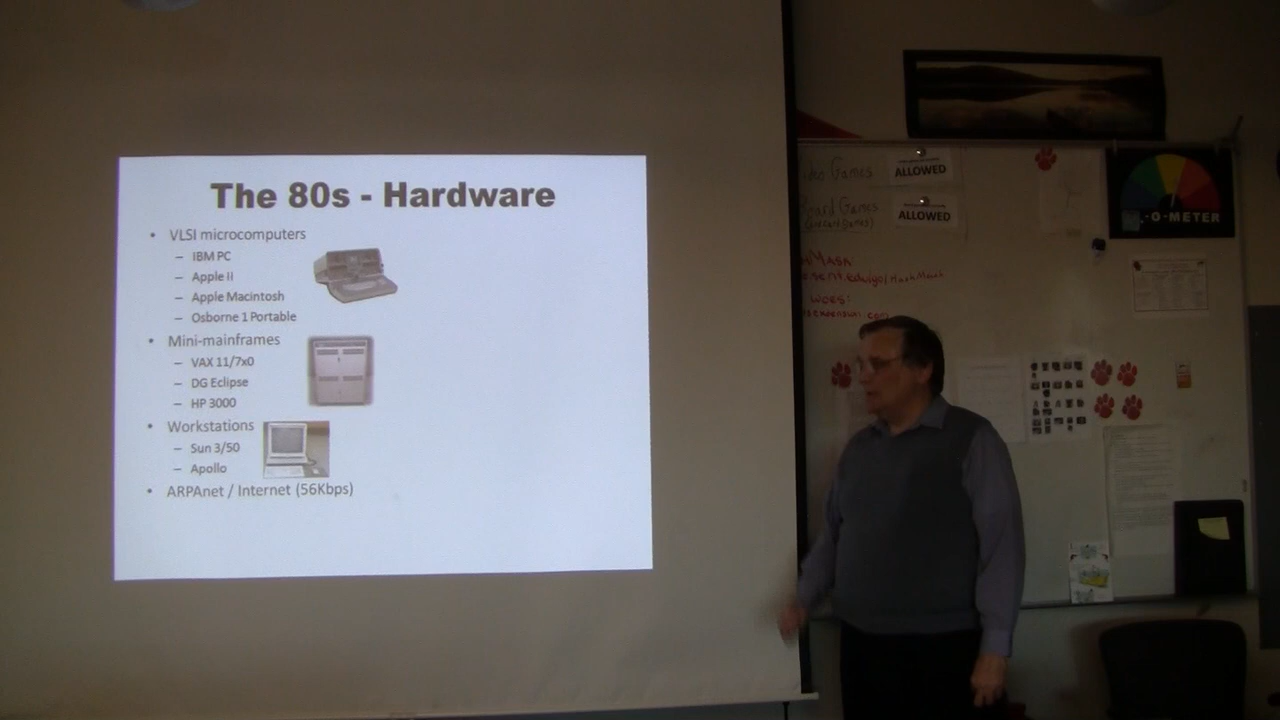 The 80s - Hardware
• VLSI microcomputers
– IBM PC
– Apple II
– Apple Macintosh
– Osborne 1 Portable
• Mini-mainframes
– VAX 11/7x0
– DG Eclipse
– HP 3000
• Workstations
– Sun 3/50
– Apollo
• ARPAnet / Internet (56Kbps)
ideo Games
ALLOWED
Board Games
ALLOWED
-O-METER